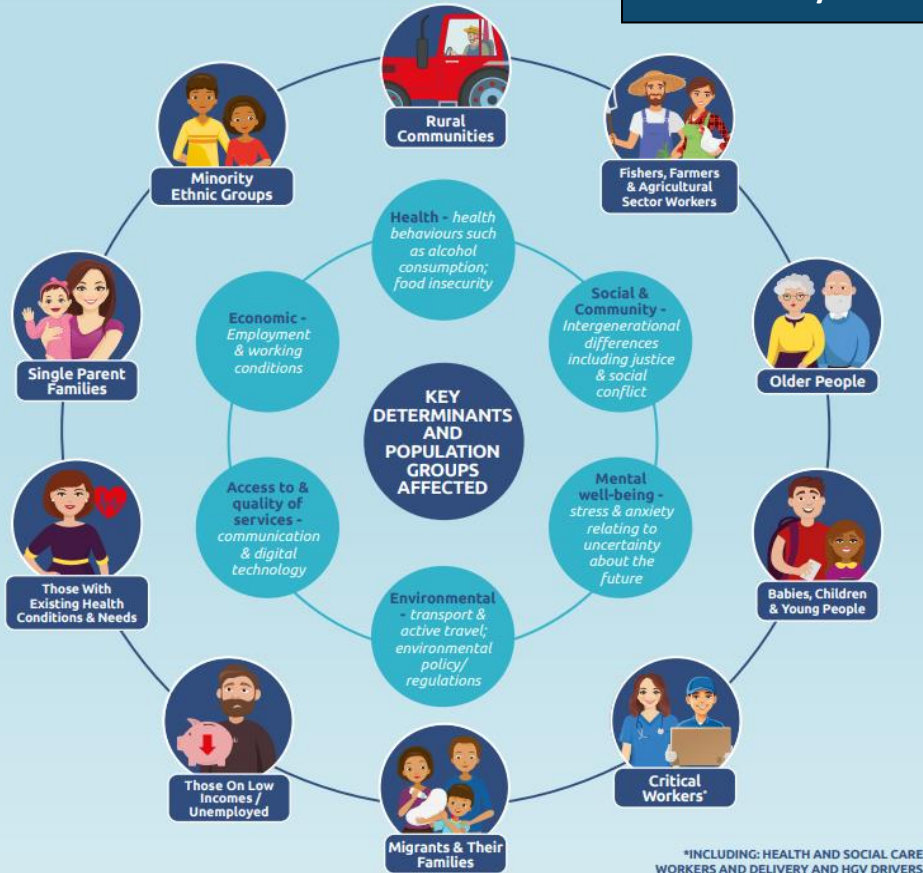 Rural
Communities
Minority
Ethnic Groups
Fishers, Farmers
& Agricultural
Sector Workers
Single Parent
Families
Older People
Those With
Existing Health
Conditions & Needs
Babies, Children
& Young People
Those On Low
Incomes /
Unemployed
Critical
Workers*
Migrants & Their
Families
Health - health
behaviours such
as alcohol
consumption;
food insecurity
Economic -
Employment
& working
conditions
Social &
Community -
Intergenerational
differences
including justice
& social
conflict
KEY
DETERMINANTS
AND
POPULATION
GROUPS
AFFECTED
Access to &
quality of
services -
communication
& digital
technology
Mental
well-being -
stress & anxiety
relating to
uncertainty
about the
future
Environmental
- transport &
active travel;
environmental
policy/
regulations
*INCLUDING: HEALTH AND SOCIAL CARE
WORKERS AND DELIVERY AND HGV DRIVERS